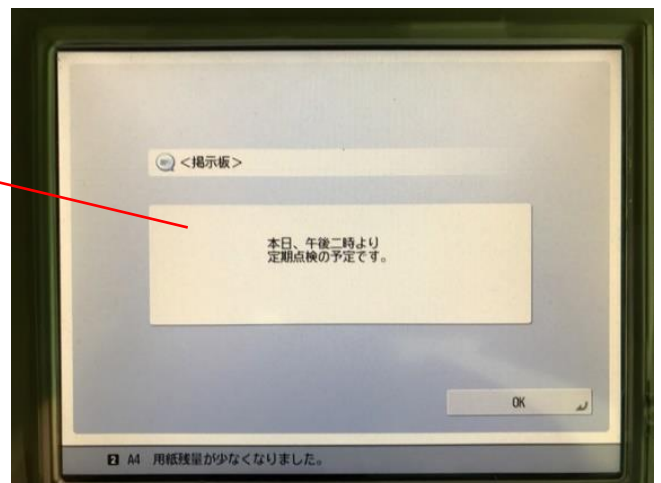 <掲示板>
本日、午後二時より
定期点検の予定です。
OK
2 A4 用紙残量が少なくなりました。